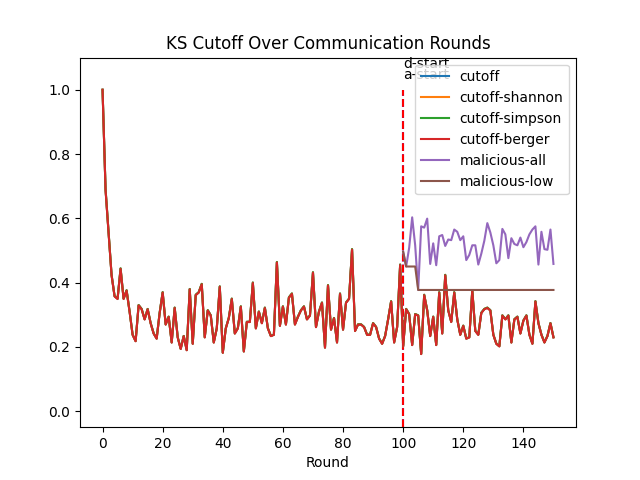 KS Cutoff Over Communication Rounds
d-start
a-start
cutoff
cutoff-shannon
cutoff-simpson
cutoff-berger
malicious-all
malicious-low
1.0
0.8
0.6
0.4
0.2
0.0
0 20 40 60 80 100 120 140
Round